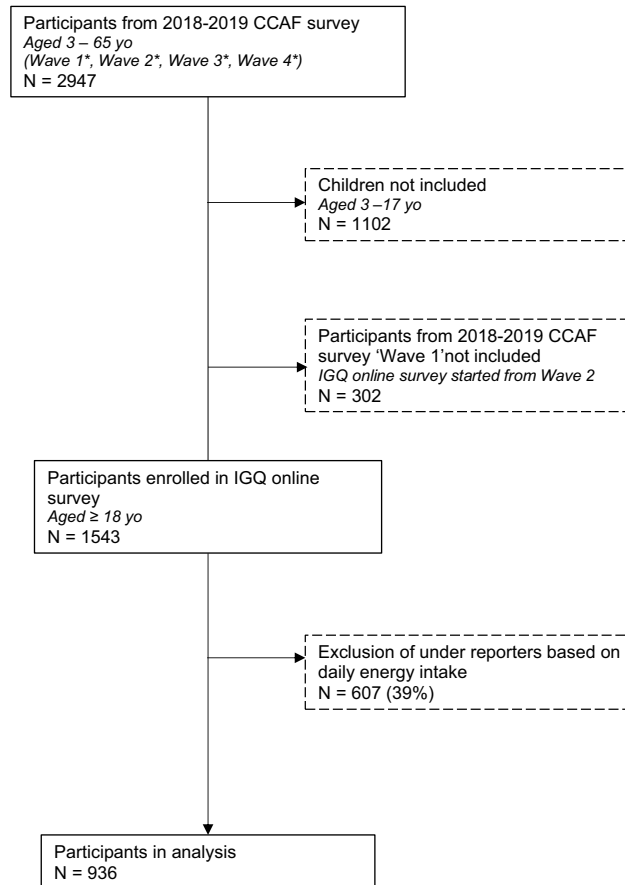 Participants from 2018-2019 CCAF survey
Aged 3 – 65 yo
(Wave 1*, Wave 2*, Wave 3*, Wave 4*)
N = 2947
Children not included
Aged 3 –17 yo
N = 1102
Participants from 2018-2019 CCAF
survey ‘Wave 1’not included
IGQ online survey started from Wave 2
N = 302
Participants enrolled in IGQ online
survey
Aged ≥ 18 yo
N = 1543
Exclusion of under reporters based on
daily energy intake
N = 607 (39%)
Participants in analysis
N = 936